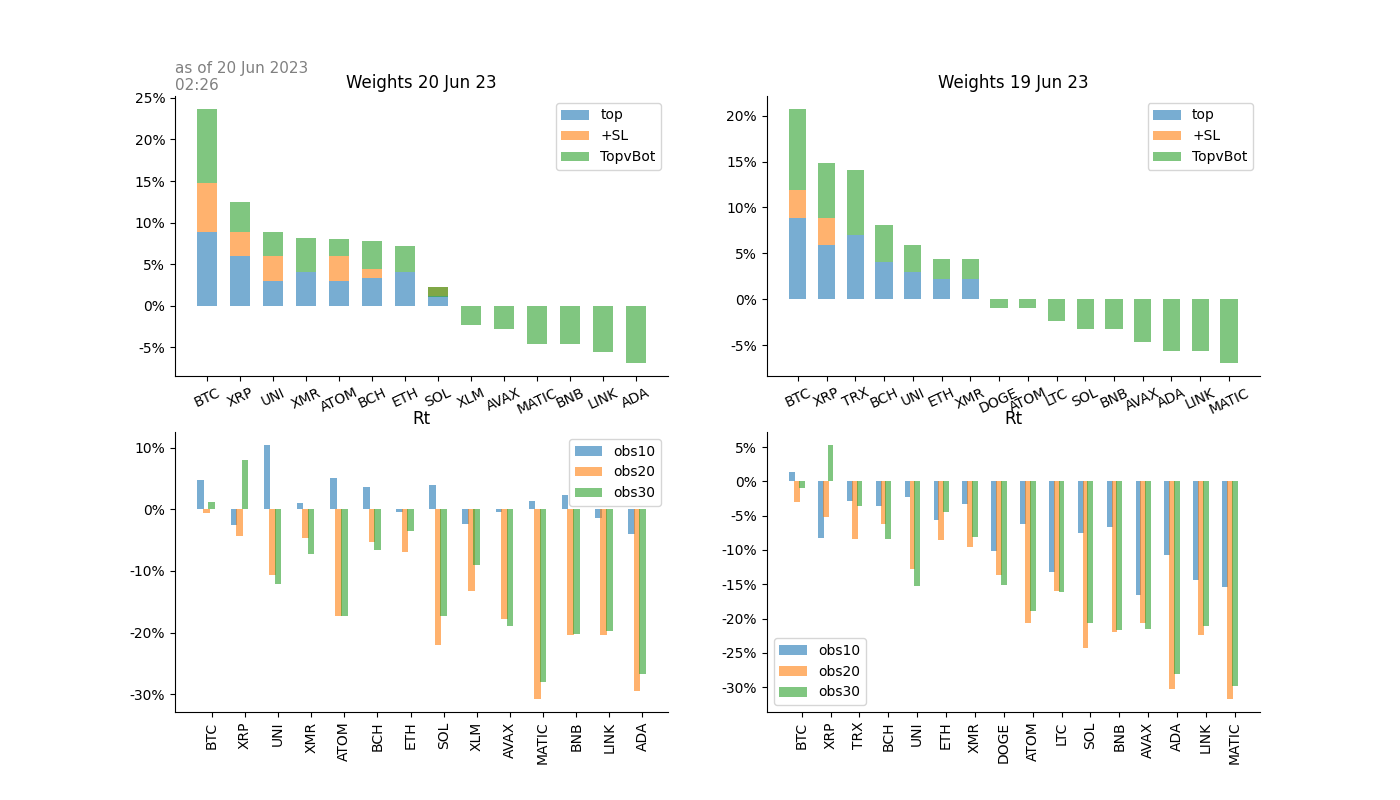 as of 20 Jun 2023
02:26
Weights 20 Jun 23
25%
20%
15%
10%
5%
0%
-5%
top
+SL
TopvBot
BTC XRP UNI XMR ATOM BCH ETH SOL XLM AVAX MATIC BNB LINK ADA
Weights 19 Jun 23
20%
15%
10%
5%
0%
-5%
top
+SL
TopvBot
BTC XRP TRX BCH UNI ETH XMR DOGE ATOM LTC SOL BNB AVAX ADA LINK MATIC
Rt
10%
0%
-10%
-20%
-30%
obs10
obs20
obs30
BTC XRP UNI XMR ATOM BCH ETH SOL XLM AVAX MATIC BNB LINK ADA
Rt
5%
0%
-5%
-10%
-15%
-20%
-25%
-30%
obs10
obs20
obs30
BTC XRP TRX BCH UNI ETH XMR DOGE ATOM LTC SOL BNB AVAX ADA LINK MATIC